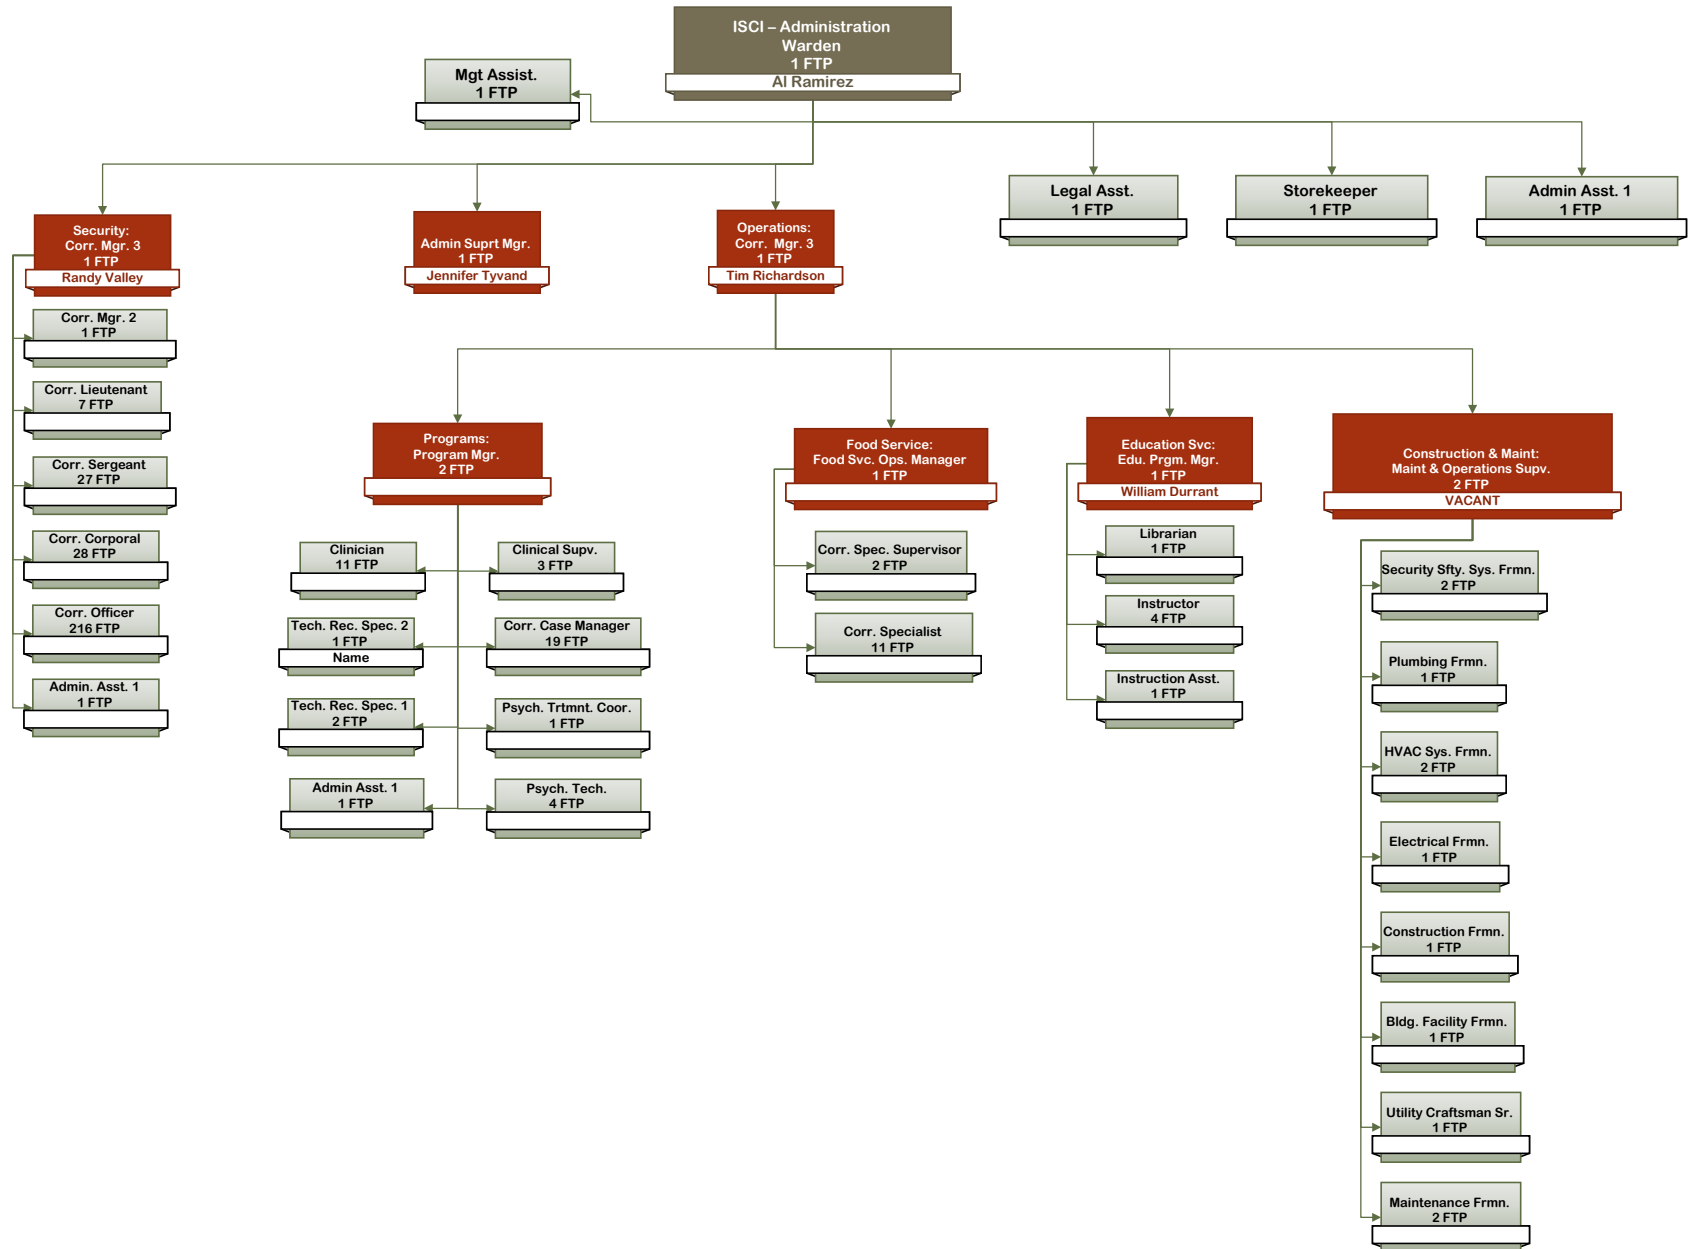 ISCI – Administration
Warden
1 FTP
Al Ramirez
Mgt Assist.
1 FTP
Legal Asst.
1 FTP
Storekeeper
1 FTP
Admin Asst. 1
1 FTP
Security:
Corr. Mgr. 3
1 FTP
Randy Valley
Admin Suprt Mgr.
1 FTP
Jennifer Tyvand
Operations:
Corr. Mgr. 3
1 FTP
Tim Richardson
Corr. Mgr. 2
1 FTP
Corr. Lieutenant
7 FTP
Corr. Sergeant
27 FTP
Corr. Corporal
28 FTP
Corr. Officer
216 FTP
Admin. Asst. 1
1 FTP
Programs:
Program Mgr.
2 FTP
Clinician
11 FTP
Clinical Supv.
3 FTP
Tech. Rec. Spec. 2
1 FTP
Name
Corr. Case Manager
19 FTP
Tech. Rec. Spec. 1
2 FTP
Psych. Trtmnt. Coor.
1 FTP
Admin Asst. 1
1 FTP
Psych. Tech.
4 FTP
Food Service:
Food Svc. Ops. Manager
1 FTP
Corr. Spec. Supervisor
2 FTP
Corr. Specialist
11 FTP
Education Svc:
Edu. Prgm. Mgr.
1 FTP
William Durrant
Librarian
1 FTP
Instructor
4 FTP
Instruction Asst.
1 FTP
Construction & Maint:
Maint & Operations Supv.
2 FTP
VACANT
Security Sfty. Sys. Frmn.
2 FTP
Plumbing Frmn.
1 FTP
HVAC Sys. Frmn.
2 FTP
Electrical Frmn.
1 FTP
Construction Frmn.
1 FTP
Bldg. Facility Frmn.
1 FTP
Utility Craftsman Sr.
1 FTP
Maintenance Frmn.
2 FTP